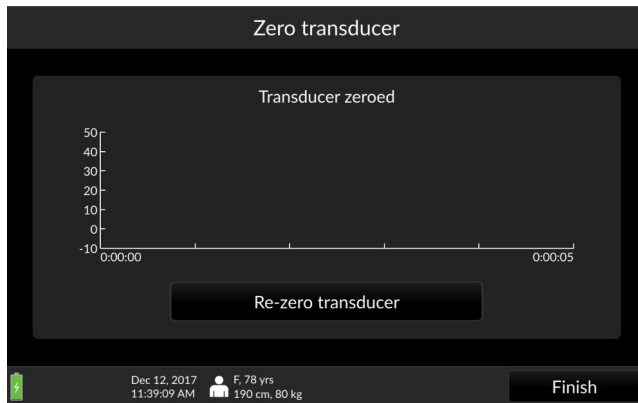 Zero transducer
Transducer zeroed
50
40
30
20
10
0
-10
0:00:00
0:00:05
Re-zero transducer
Dec 12, 2017
11:39:09 AM
F, 78 yrs
190 cm, 80 kg
Finish